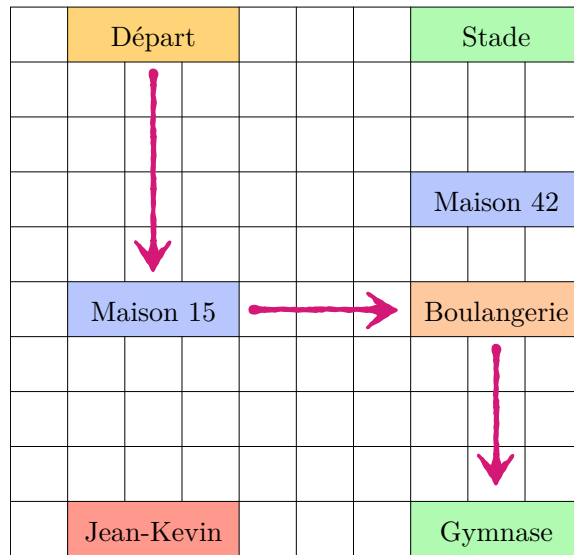 Départ
Stade
Maison 42
Maison 15
Boulangerie
Jean-Kevin
Gymnase